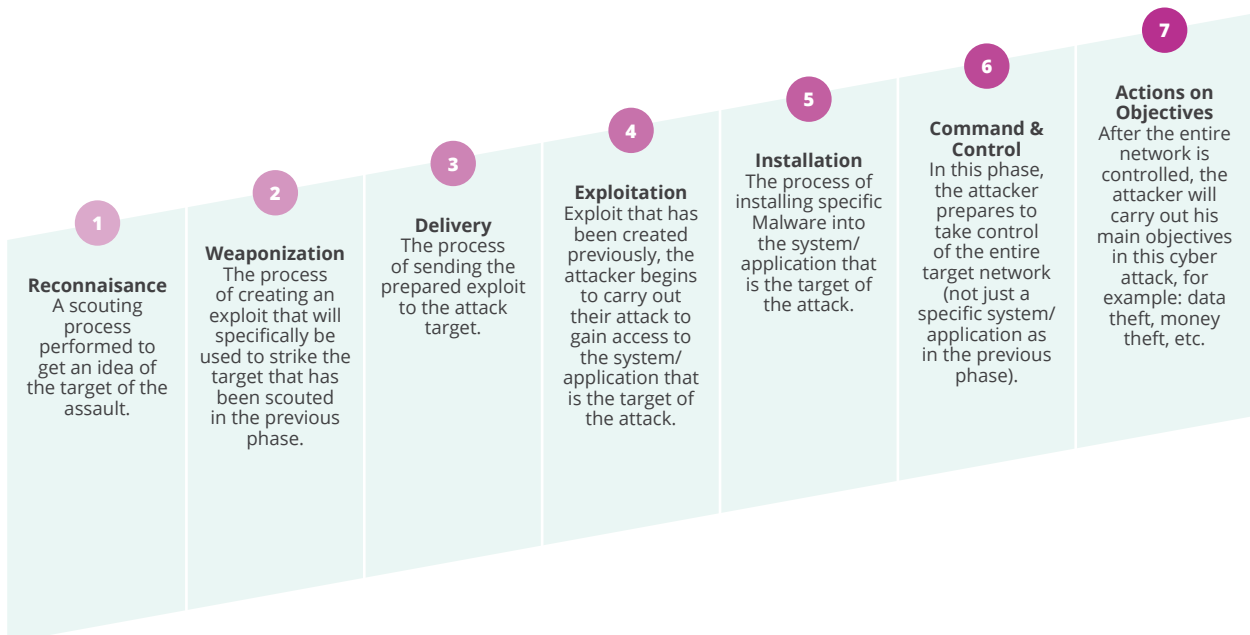 1
Reconnaisance
A scouting
process
performed to
get an idea of
the target of the
assault.
2
Weaponization
The process
of creating an
exploit that will
specifically be
used to strike the
target that has
been scouted
in the previous
phase.
3
Delivery
The process
of sending the
prepared exploit
to the attack
target.
4
Exploitation
Exploit that has
been created
previously, the
attacker begins
to carry out
their attack to
gain access to
the system/
application that
is the target of
the attack.
5
Installation
The process of
installing specific
Malware into
the system/
application that
is the target of
the attack.
6
Command &
Control
In this phase,
the attacker
prepares to
take control
of the entire
target network
(not just a
specific system/
application as
in the previous
phase).
7
Actions on
Objectives
After the entire
network is
controlled, the
attacker will
carry out his
main objectives
in this cyber
attack, for
example: data
theft, money
theft, etc.